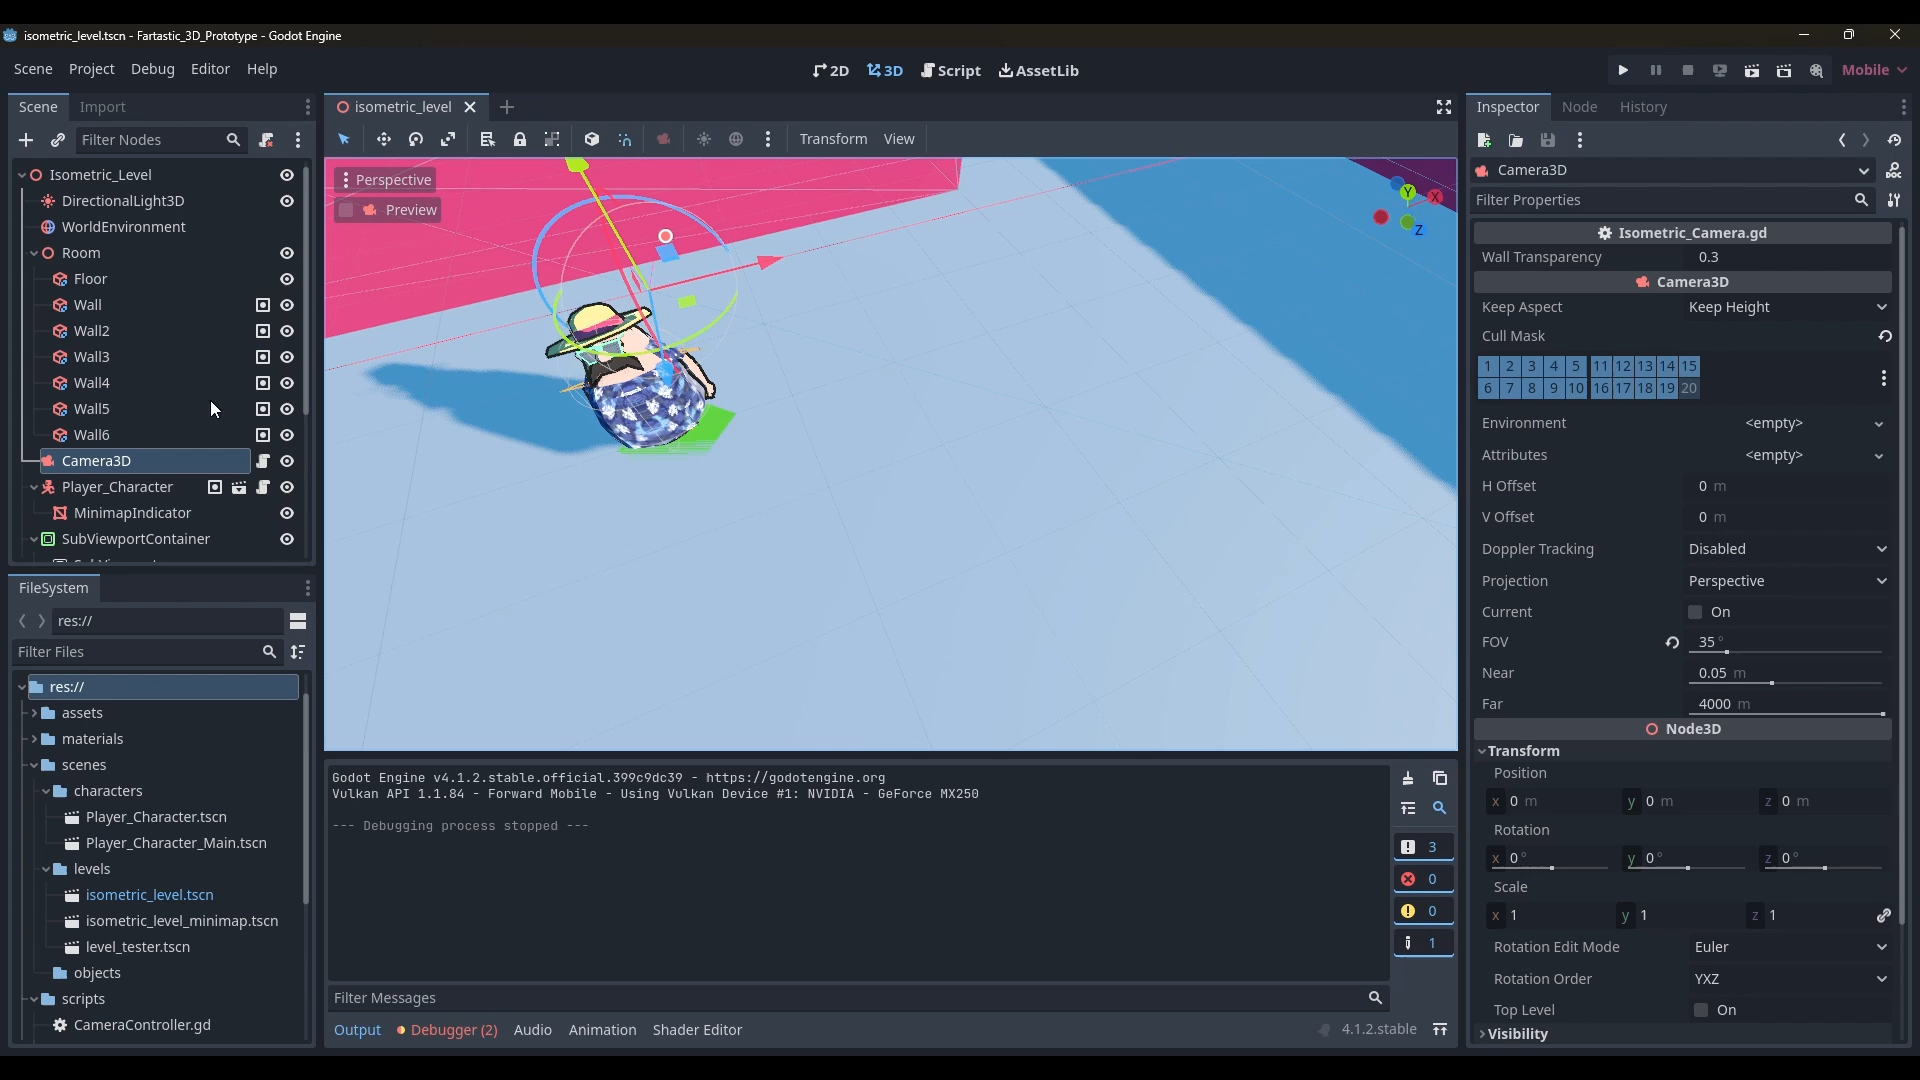 isometric_level.tscn - Fartastic_3D_Prototype - Godot Engine
Scene Project Debug Editor Help
2D 3D Script AssetLib
Mobile
Scene Import
Filter Nodes
Isometric_Level
DirectionalLight3D
WorldEnvironment
Room
Floor
Wall
Wall2
Wall3
Wall4
Wall5
Wall6
Camera3D
Player_Character
MinimapIndicator
SubViewportContainer
FileSystem
res://
Filter Files
res://
assets
materials
scenes
characters
Player_Character.tscn
Player_Character_Main.tscn
levels
isometric_level.tscn
isometric_level_minimap.tscn
level_tester.tscn
objects
scripts
CameraController.gd
isometric_level
Transform View
Perspective
Preview
Y
X
Z
Godot Engine v4.1.2.stable.official.399c9dc39 - https://godotengine.org
Vulkan API 1.1.84 - Forward Mobile - Using Vulkan Device #1: NVIDIA - GeForce MX250
--- Debugging process stopped ---
3
0
0
1
Filter Messages
Output Debugger (2) Audio Animation Shader Editor
4.1.2.stable
Inspector Node History
Camera3D
DOC
Filter Properties
Isometric_Camera.gd
Wall Transparency 0.3
Camera3D
Keep Aspect Keep Height
Cull Mask
1 2 3 4 5 11 12 13 14 15
6 7 8 9 10 16 17 18 19 20
Environment <empty>
Attributes <empty>
H Offset 0 m
V Offset 0 m
Doppler Tracking Disabled
Projection Perspective
Current On
FOV 35 °
Near 0.05 m
Far 4000 m
Node3D
Transform
Position
x 0 m y 0 m z 0 m
Rotation
x 0 ° y 0 ° z 0 °
Scale
x 1 y 1 z 1
Rotation Edit Mode Euler
Rotation Order YXZ
Top Level On
Visibility